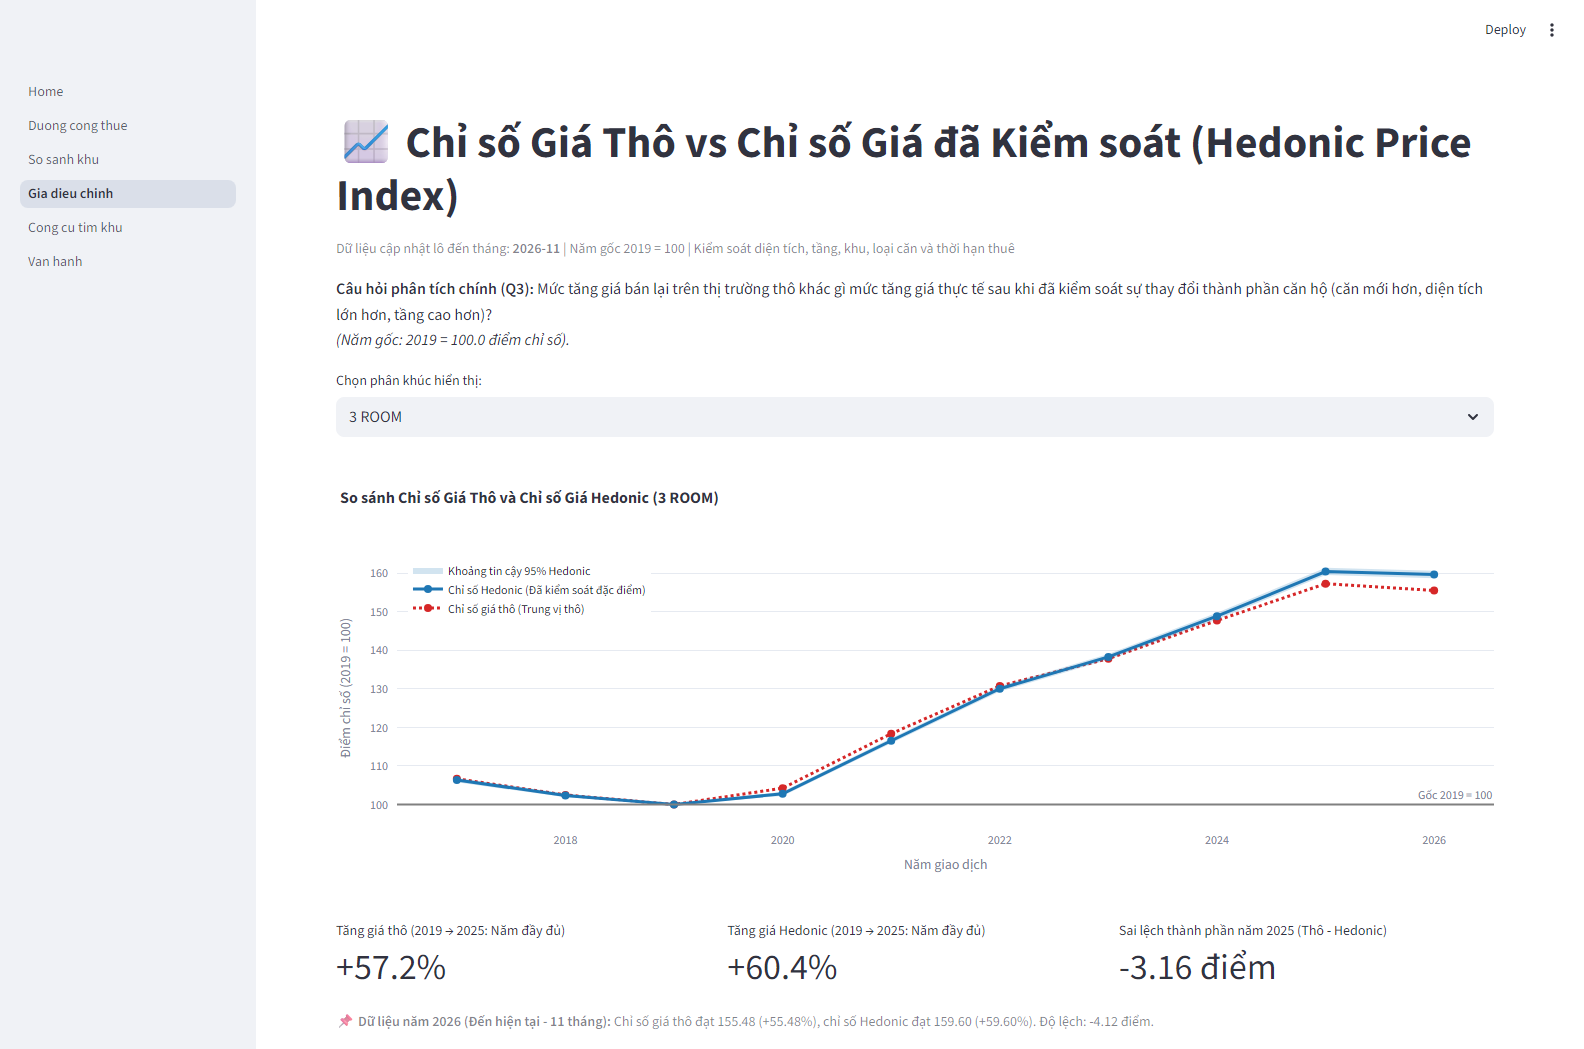 Deploy
Home
Duong cong thue
So sanh khu
Gia dieu chinh
Cong cu tim khu
Van hanh
Chỉ số Giá Thô vs Chỉ số Giá đã Kiểm soát (Hedonic Price
Index)
Dữ liệu cập nhật lô đến tháng: 2026-11 | Năm gốc 2019 = 100 | Kiểm soát diện tích, tầng, khu, loại căn và thời hạn thuê
Câu hỏi phân tích chính (Q3): Mức tăng giá bán lại trên thị trường thô khác gì mức tăng giá thực tế sau khi đã kiểm soát sự thay đổi thành phần căn hộ (căn mới hơn, diện tích
lớn hơn, tầng cao hơn)?
(Năm gốc: 2019 = 100.0 điểm chỉ số).
Chọn phân khúc hiển thị:
3 ROOM
So sánh Chỉ số Giá Thô và Chỉ số Giá Hedonic (3 ROOM)
Khoảng tin cậy 95% Hedonic
Chỉ số Hedonic (Đã kiểm soát đặc điểm)
Chỉ số giá thô (Trung vị thô)
Điểm chỉ số (2019 = 100)
160
150
140
130
120
110
100
Gốc 2019 = 100
2018
2020
2022
2024
2026
Năm giao dịch
Tăng giá thô (2019 → 2025: Năm đầy đủ)
+57.2%
Tăng giá Hedonic (2019 → 2025: Năm đầy đủ)
+60.4%
Sai lệch thành phần năm 2025 (Thô - Hedonic)
-3.16 điểm
Dữ liệu năm 2026 (Đến hiện tại - 11 tháng): Chỉ số giá thô đạt 155.48 (+55.48%), chỉ số Hedonic đạt 159.60 (+59.60%). Độ lệch: -4.12 điểm.